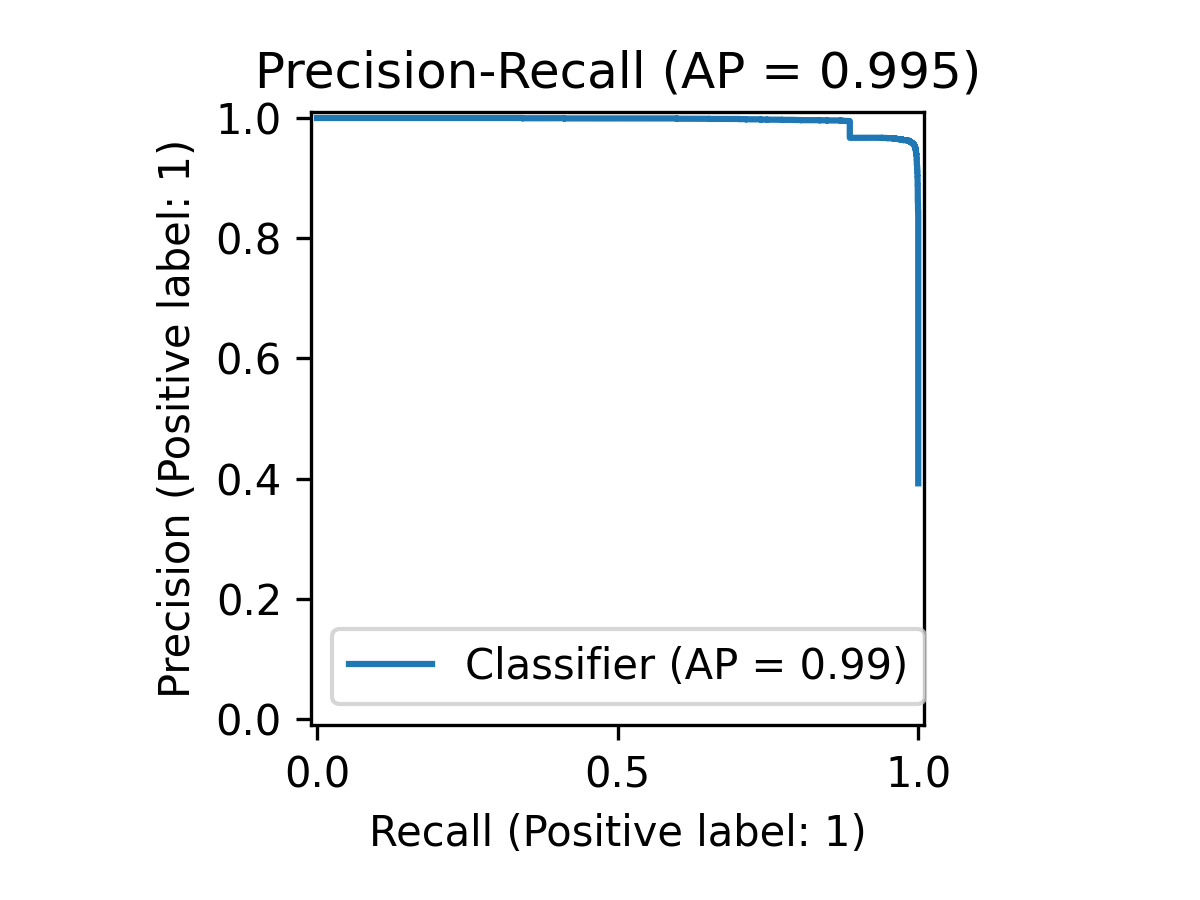 Precision-Recall (AP = 0.995)
Precision (Positive label: 1)
1.0
0.8
0.6
0.4
0.2
0.0
Classifier (AP = 0.99)
0.0 0.5 1.0
Recall (Positive label: 1)